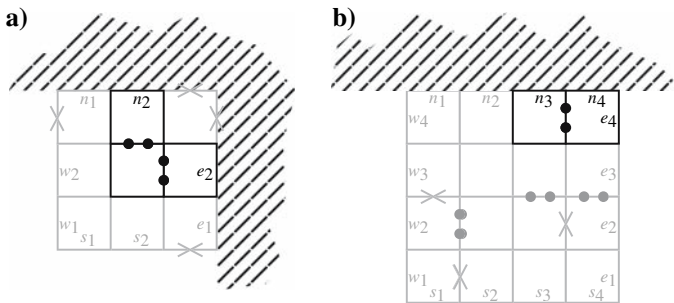 a)
b)
n1 n2
w2 e2
w1 e1
s1 s2
n1 n2 n3 n4
w4 e4
w3 e3
w2 e2
w1 e1
s1 s2 s3 s4